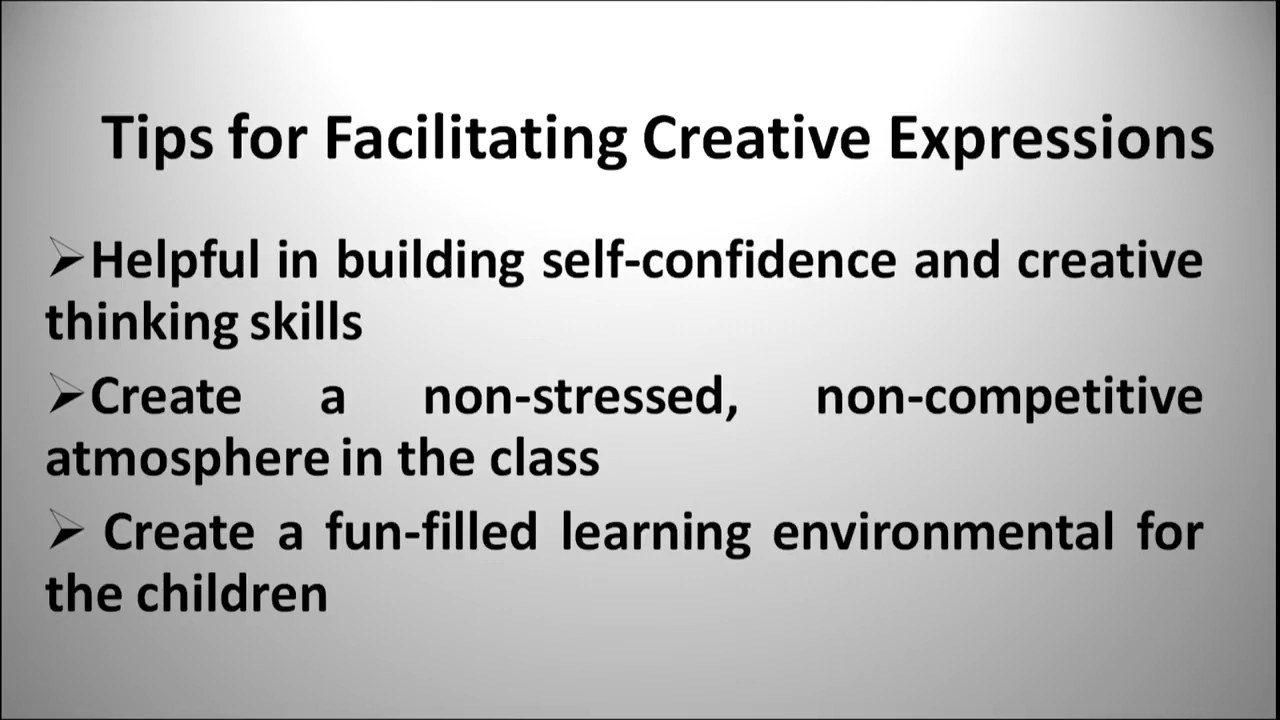 Tips for Facilitating Creative Expressions
➢Helpful in building self-confidence and creative
thinking skills
➢Create a non-stressed, non-competitive
atmosphere in the class
➢ Create a fun-filled learning environmental for
the children